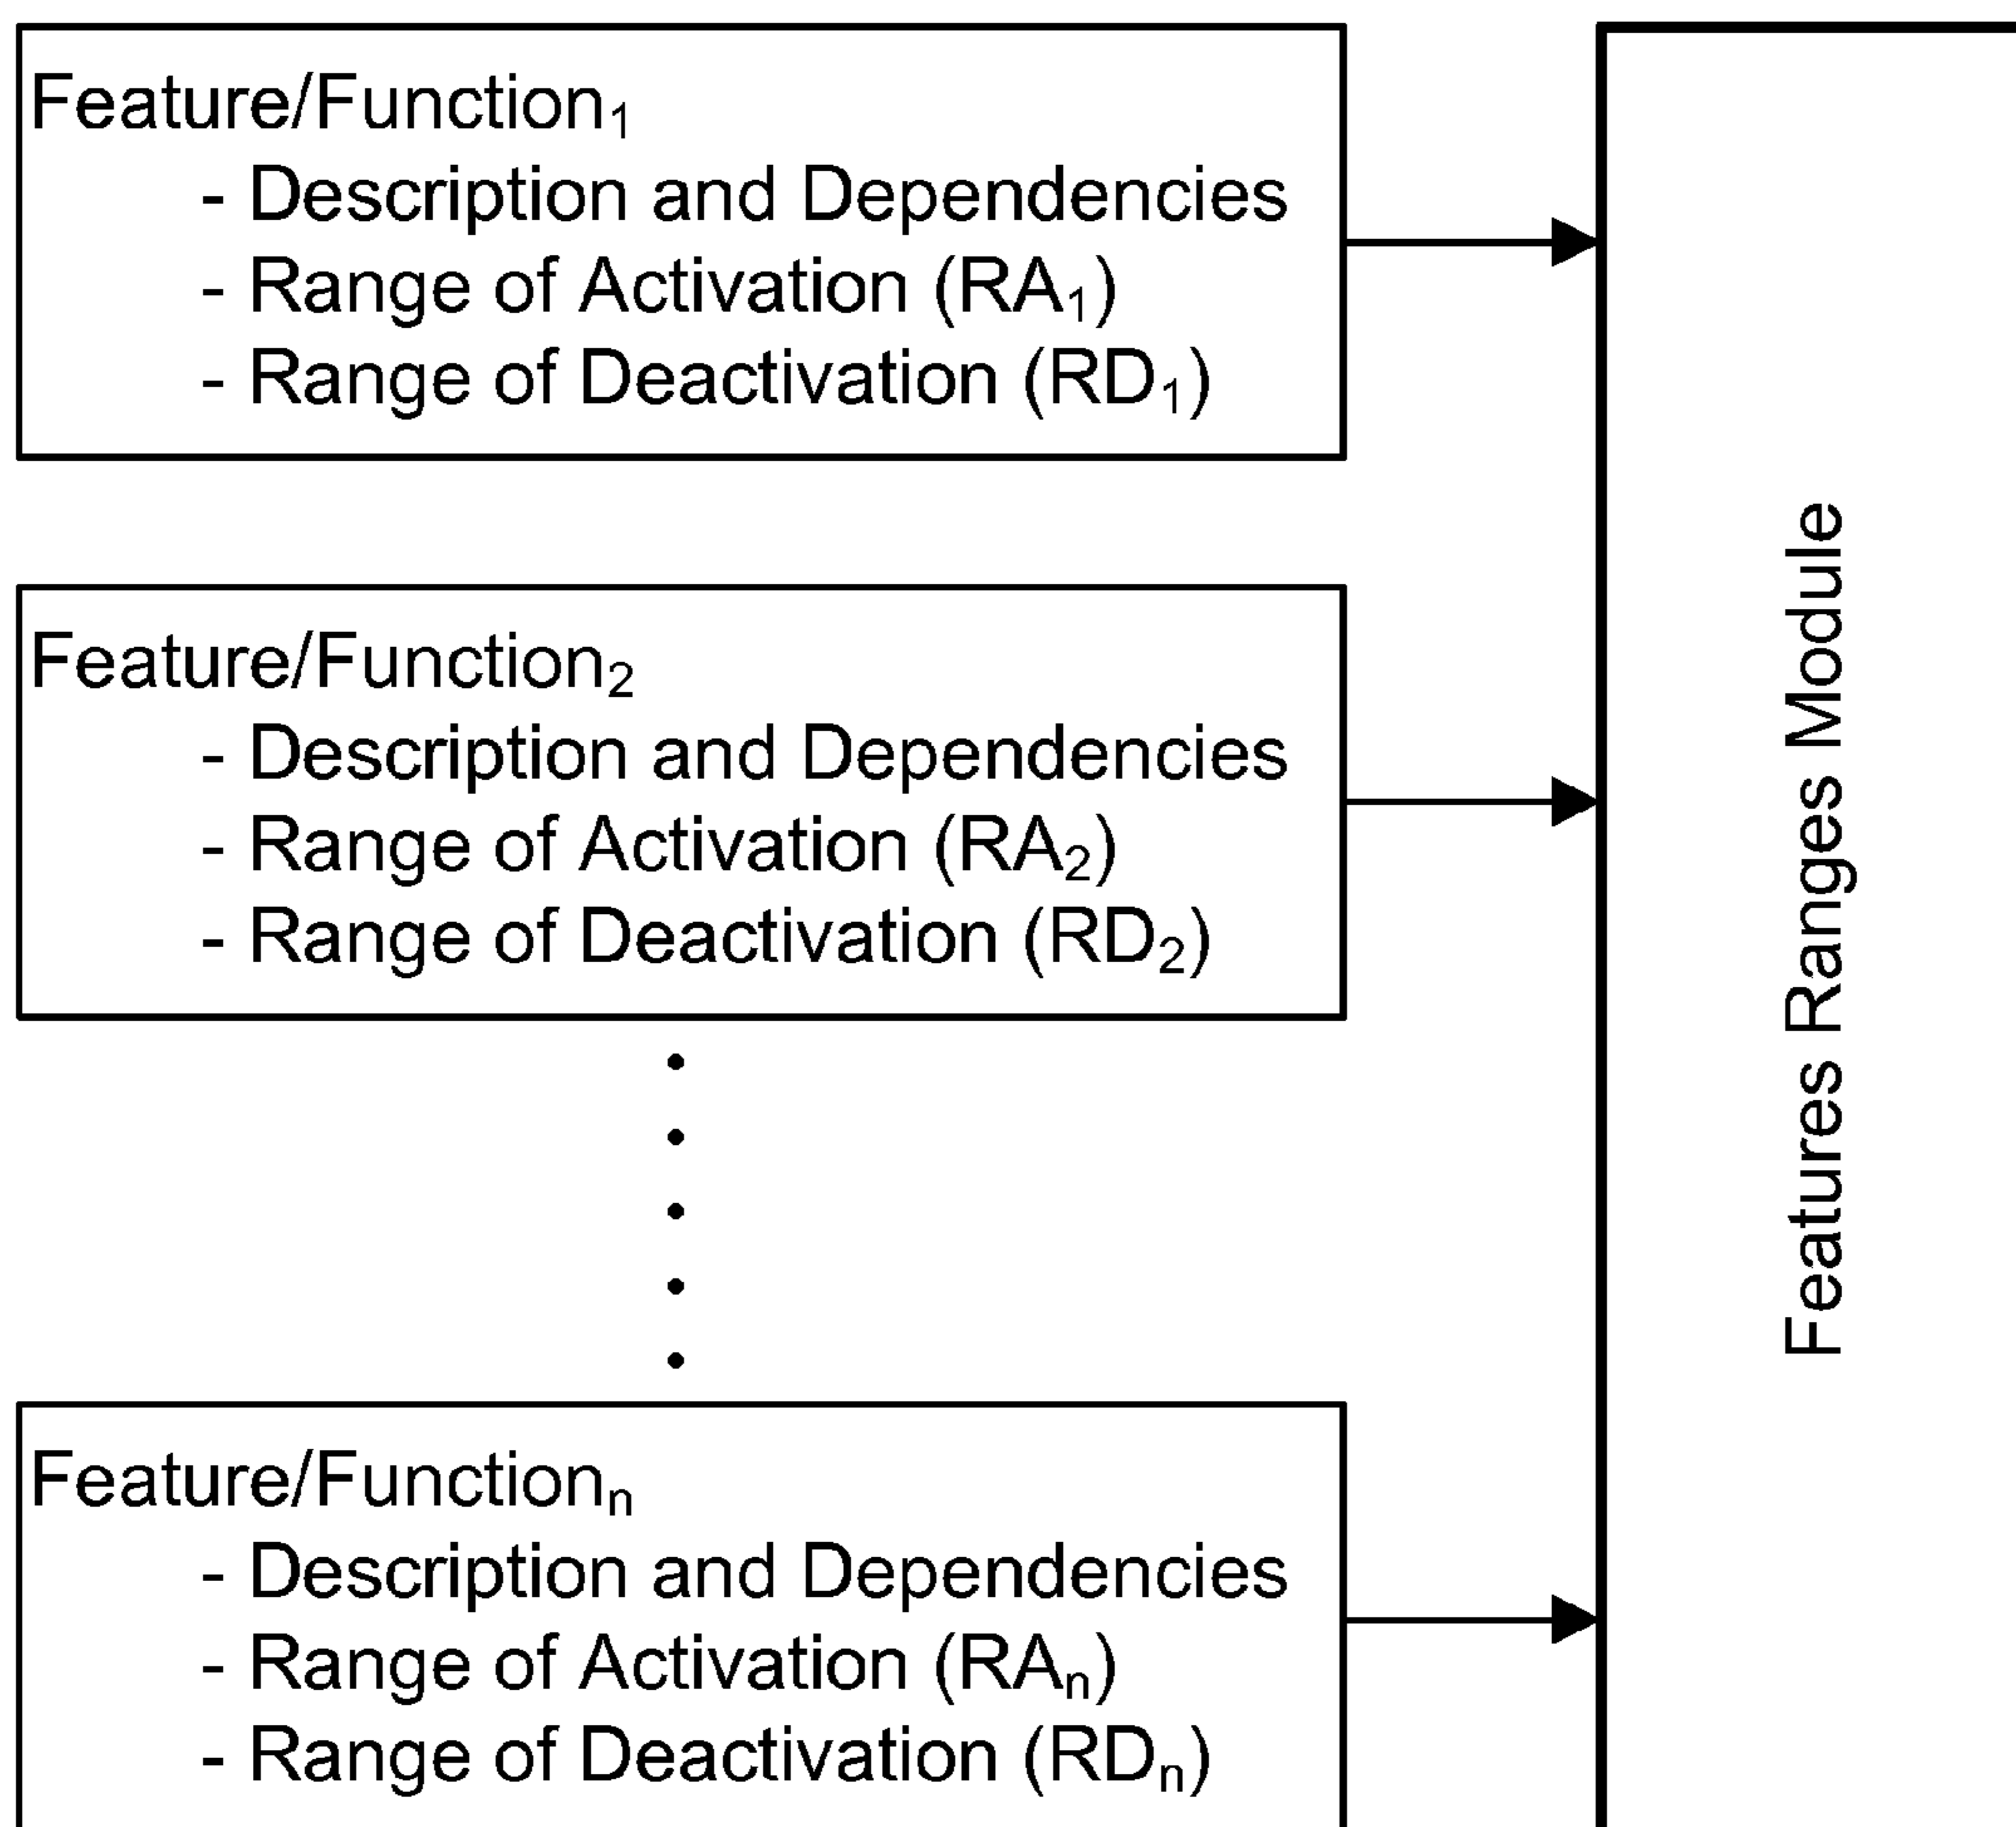 Feature/Function₁
- Description and Dependencies
- Range of Activation (RA₁)
- Range of Deactivation (RD₁)
Feature/Function₂
- Description and Dependencies
- Range of Activation (RA₂)
- Range of Deactivation (RD₂)
Feature/Functionₙ
- Description and Dependencies
- Range of Activation (RAₙ)
- Range of Deactivation (RDₙ)
Features Ranges Module